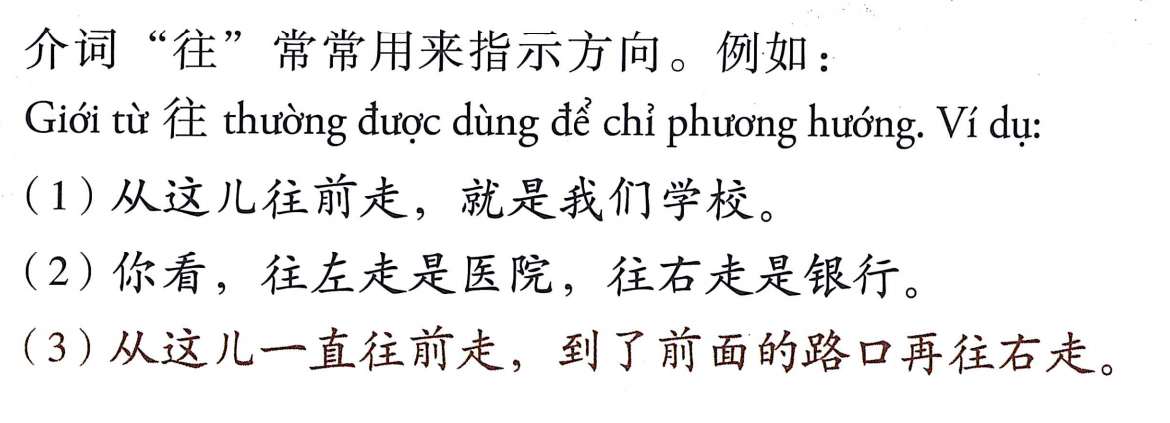 介词“往”常常用来指示方向。例如：
Giới từ 往 thường được dùng để chỉ phương hướng. Ví dụ:
（1）从这儿往前走，就是我们学校。
（2）你看，往左走是医院，往右走是银行。
（3）从这儿一直往前走，到了前面的路口再往右走。